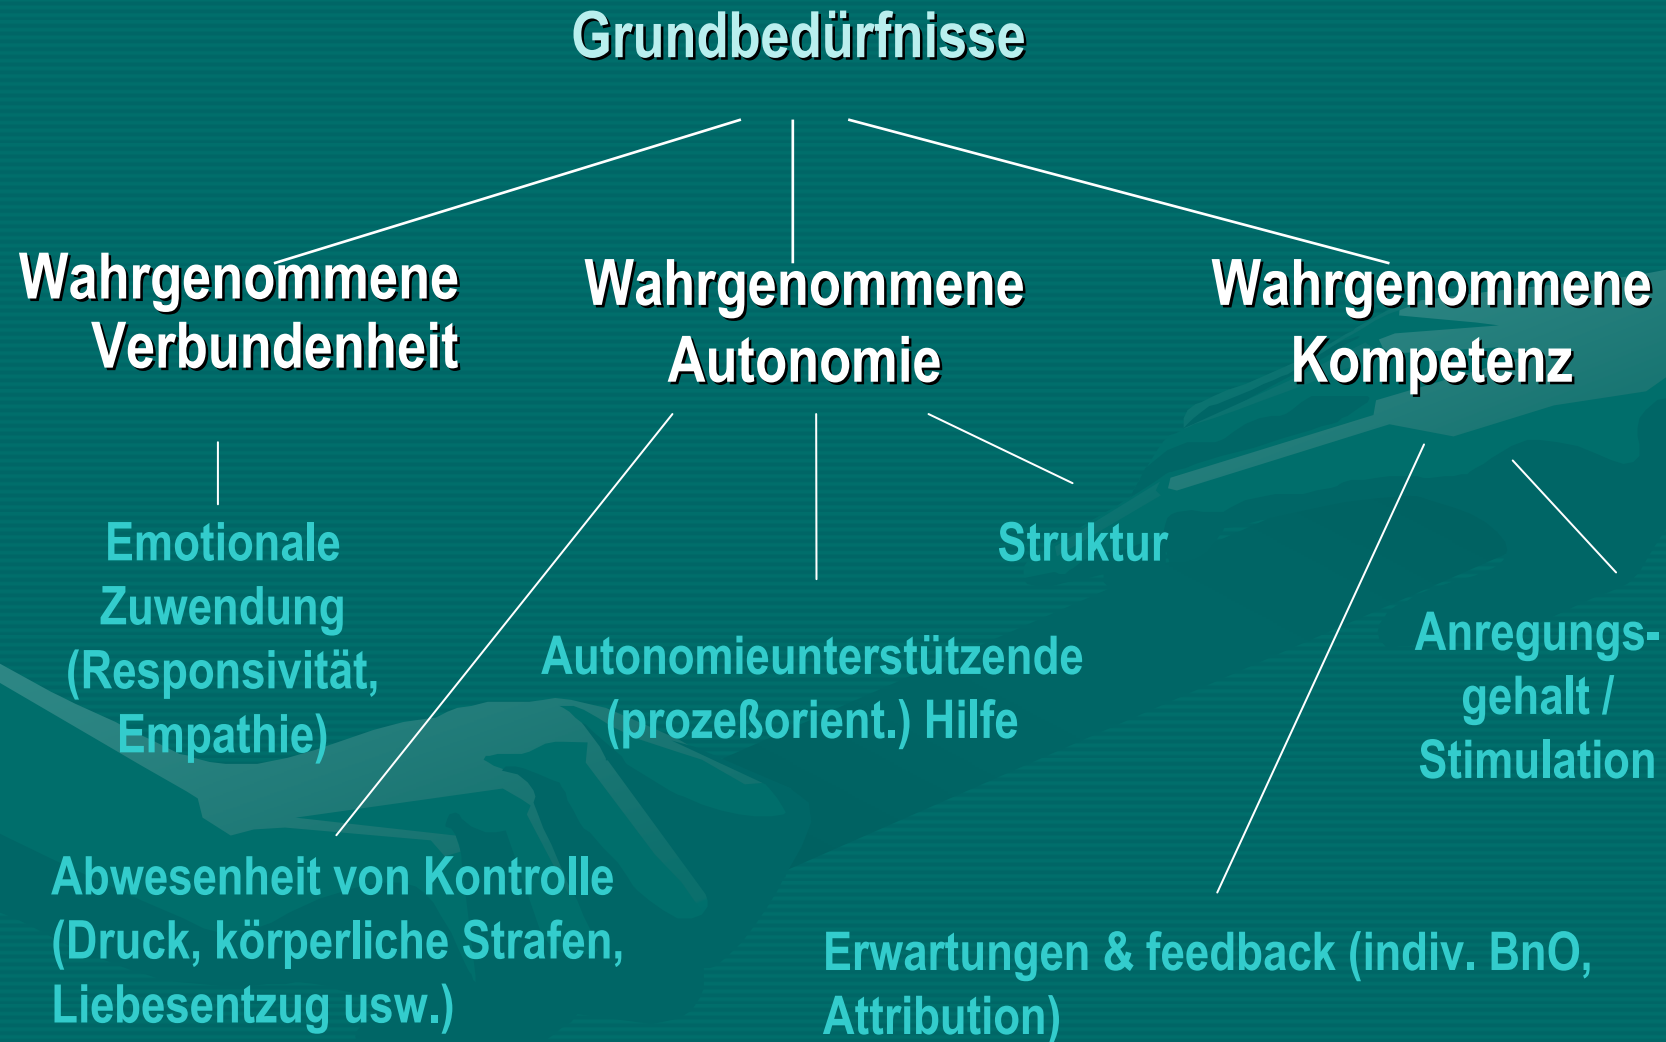 Grundbedürfnisse
Wahrgenommene
Verbundenheit
Wahrgenommene
Autonomie
Wahrgenommene
Kompetenz
Emotionale
Zuwendung
(Responsivität,
Empathie)
Abwesenheit von Kontrolle
(Druck, körperliche Strafen,
Liebesentzug usw.)
Autonomieunterstützende
(prozeßorient.) Hilfe
Struktur
Erwartungen & feedback (indiv. BnO,
Attribution)
Anregungs-
gehalt /
Stimulation